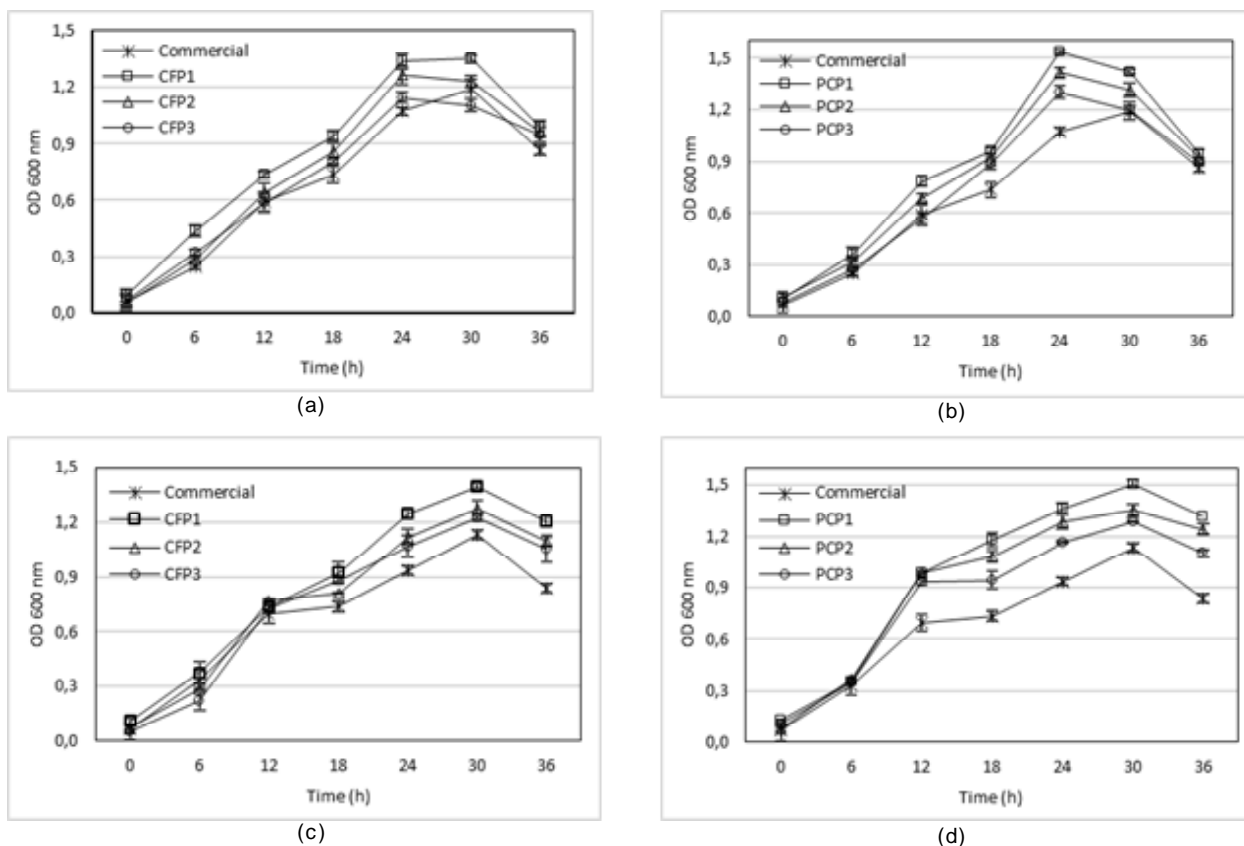 1,5
1,2
0,9
0,6
0,3
0,0
OD 600 nm
Commercial
CFP1
CFP2
CFP3
0 6 12 18 24 30 36
Time (h)
(a)
1,5
1,2
0,9
0,6
0,3
0,0
OD 600 nm
Commercial
PCP1
PCP2
PCP3
0 6 12 18 24 30 36
Time (h)
(b)
1,5
1,2
0,9
0,6
0,3
0,0
OD 600 nm
Commercial
CFP1
CFP2
CFP3
0 6 12 18 24 30 36
Time (h)
(c)
1,5
1,2
0,9
0,6
0,3
0,0
OD 600 nm
Commercial
PCP1
PCP2
PCP3
0 6 12 18 24 30 36
Time (h)
(d)